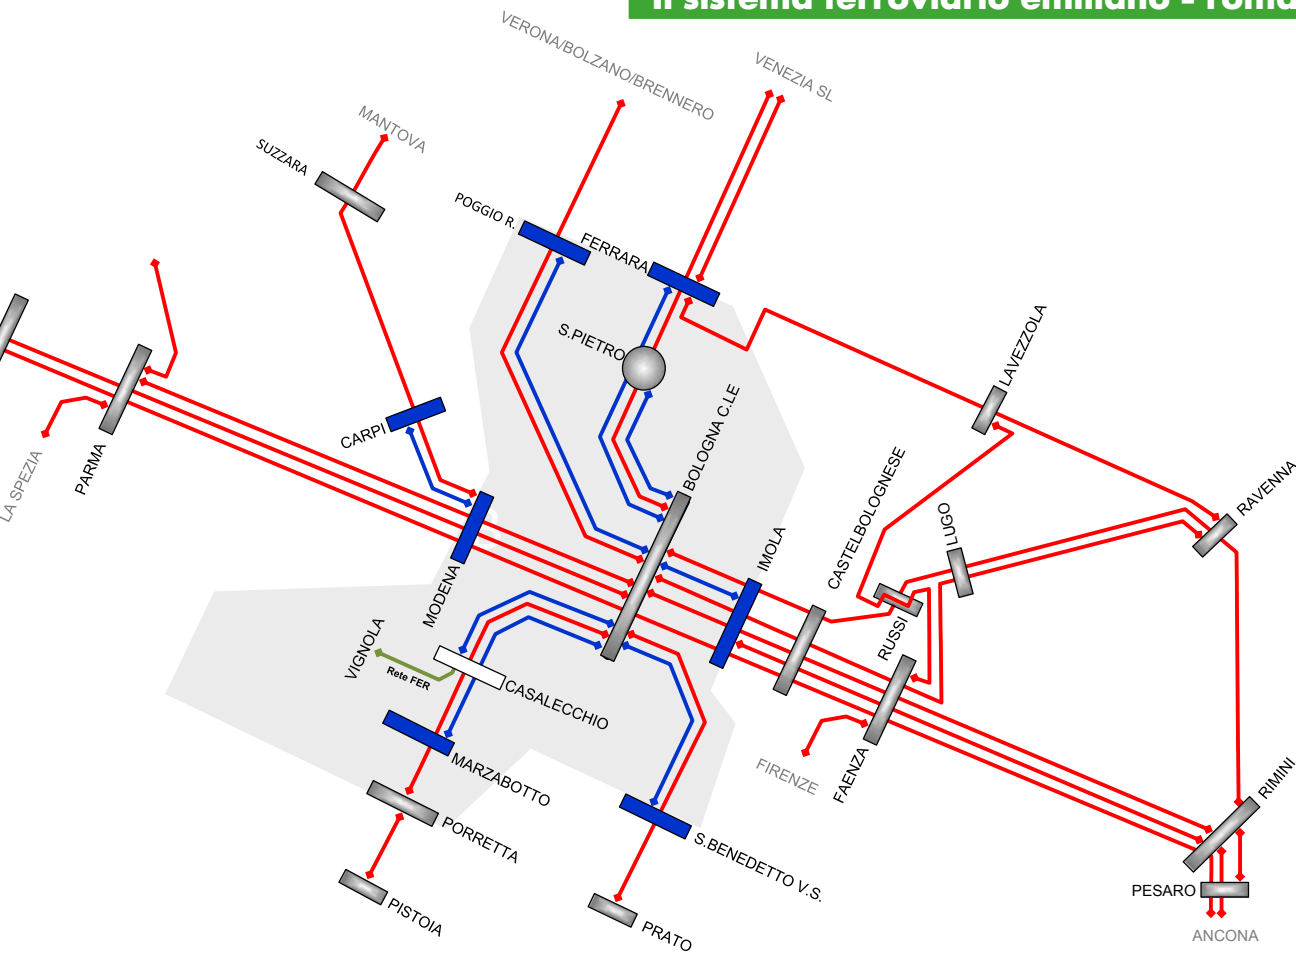 Il sistema ferroviario emiliano - roma
VERONA/BOLZANO/BRENNERO
VENEZIA SL
MANTOVA
SUZZARA
POGGIO R.
FERRARA
S.PIETRO
LAVEZZOLA
BOLOGNA C.LE
CARPI
PARMA
LA SPEZIA
CASTELBOLOGNESE
LUGO
RAVENNA
IMOLA
MODENA
VIGNOLA
Rete FER
CASALECCHIO
RUSSI
MARZABOTTO
FIRENZE
FAENZA
RIMINI
PORRETTA
S.BENEDETTO V.S.
PISTOIA
PRATO
PESARO
ANCONA